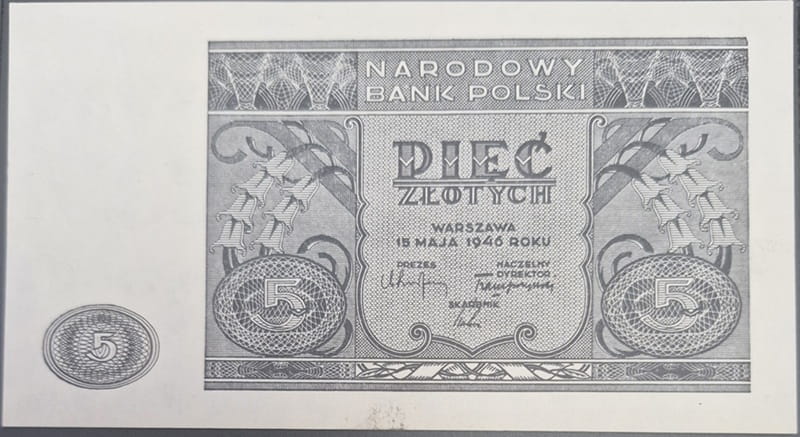 NARODOWY
BANK POLSKI
PIĘĆ
ZŁOTYCH
WARSZAWA
15 MAJA 1946 ROKU
PREZES
NACZELNY
DYREKTOR
SKARBNIK
5
5
5